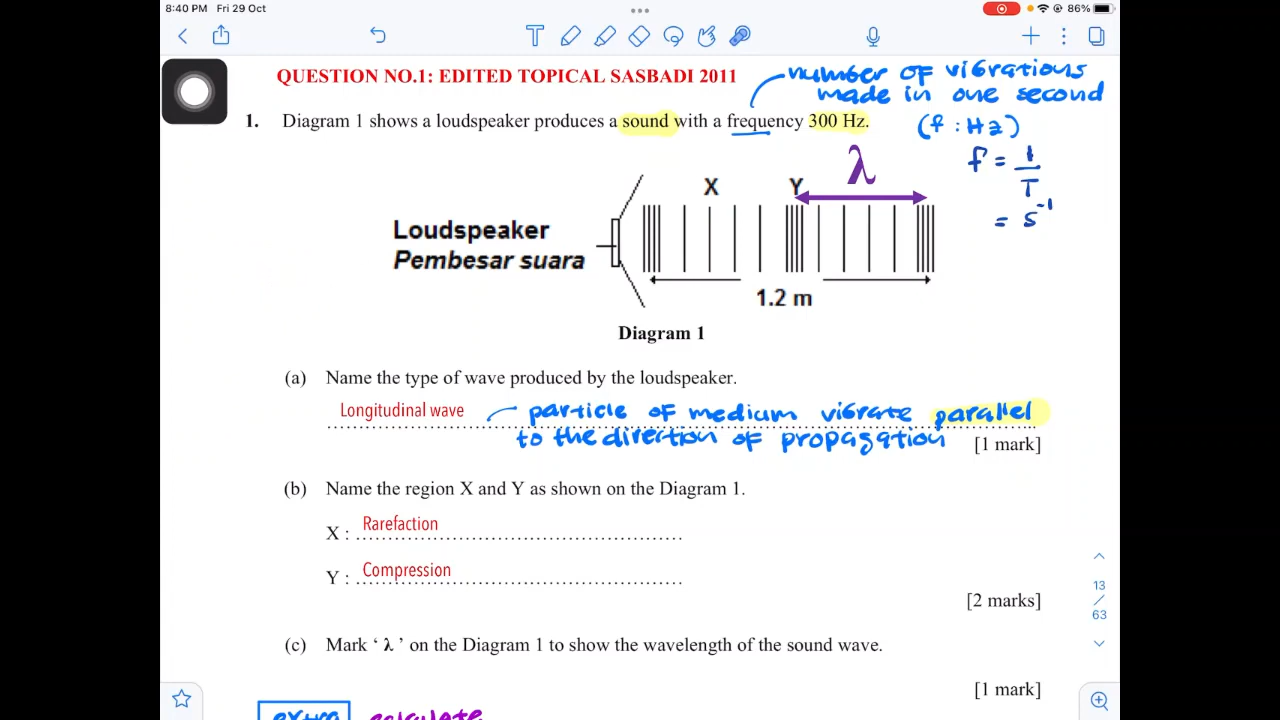 8:40 PM Fri 29 Oct
86%
QUESTION NO.1: EDITED TOPICAL SASBADI 2011
number of vibrations
made in one second
1. Diagram 1 shows a loudspeaker produces a sound with a frequency 300 Hz.
(f : Hz)
f = 1/T
= s⁻¹
X Y λ
Loudspeaker
Pembesar suara
1.2 m
Diagram 1
(a) Name the type of wave produced by the loudspeaker.
Longitudinal wave particle of medium vibrate parallel
to the direction of propagation
[1 mark]
(b) Name the region X and Y as shown on the Diagram 1.
X : Rarefaction
Y : Compression
[2 marks]
13
/
63
(c) Mark ‘ λ ’ on the Diagram 1 to show the wavelength of the sound wave.
[1 mark]
extra calculate